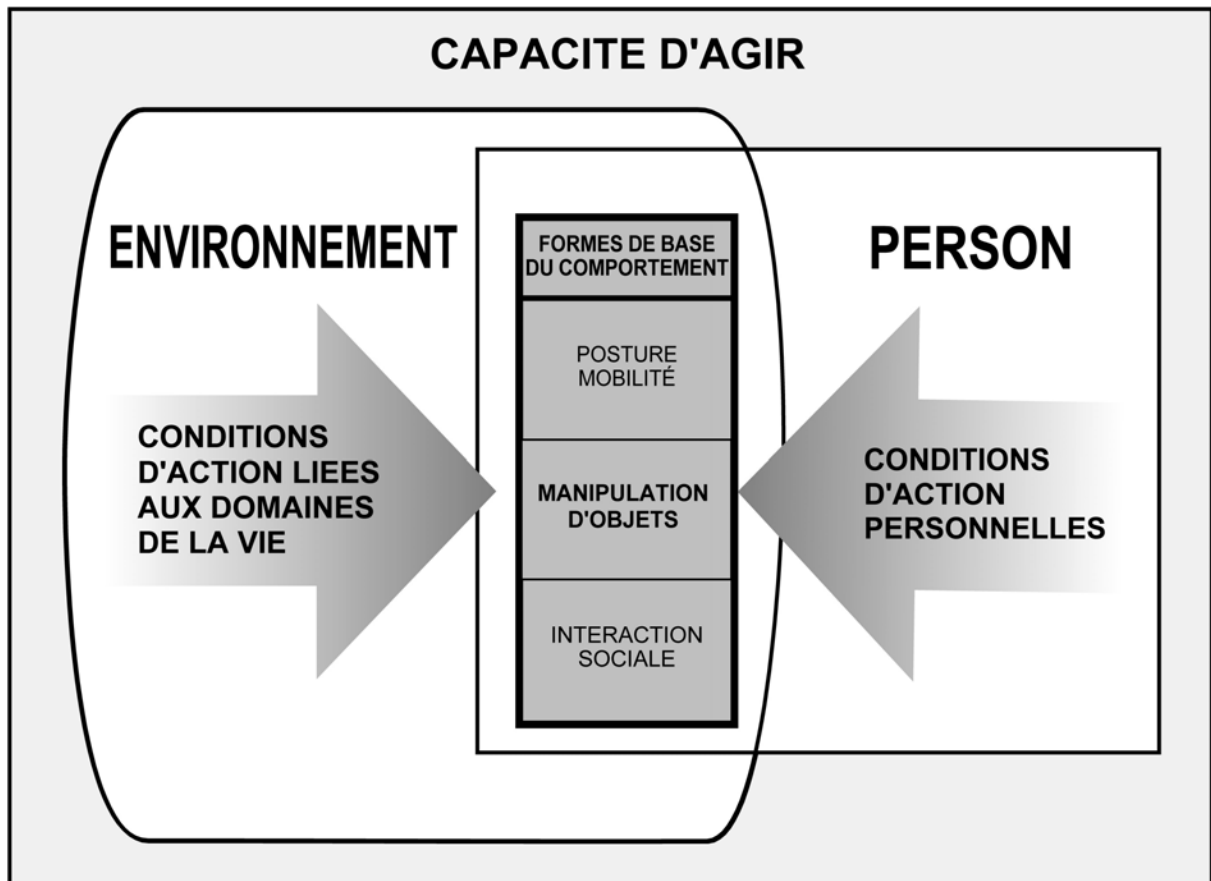 CAPACITE D'AGIR
ENVIRONNEMENT
CONDITIONS
D'ACTION LIEES
AUX DOMAINES
DE LA VIE
FORMES DE BASE
DU COMPORTEMENT
POSTURE
MOBILITÉ
MANIPULATION
D'OBJETS
INTERACTION
SOCIALE
PERSON
CONDITIONS
D'ACTION
PERSONNELLES